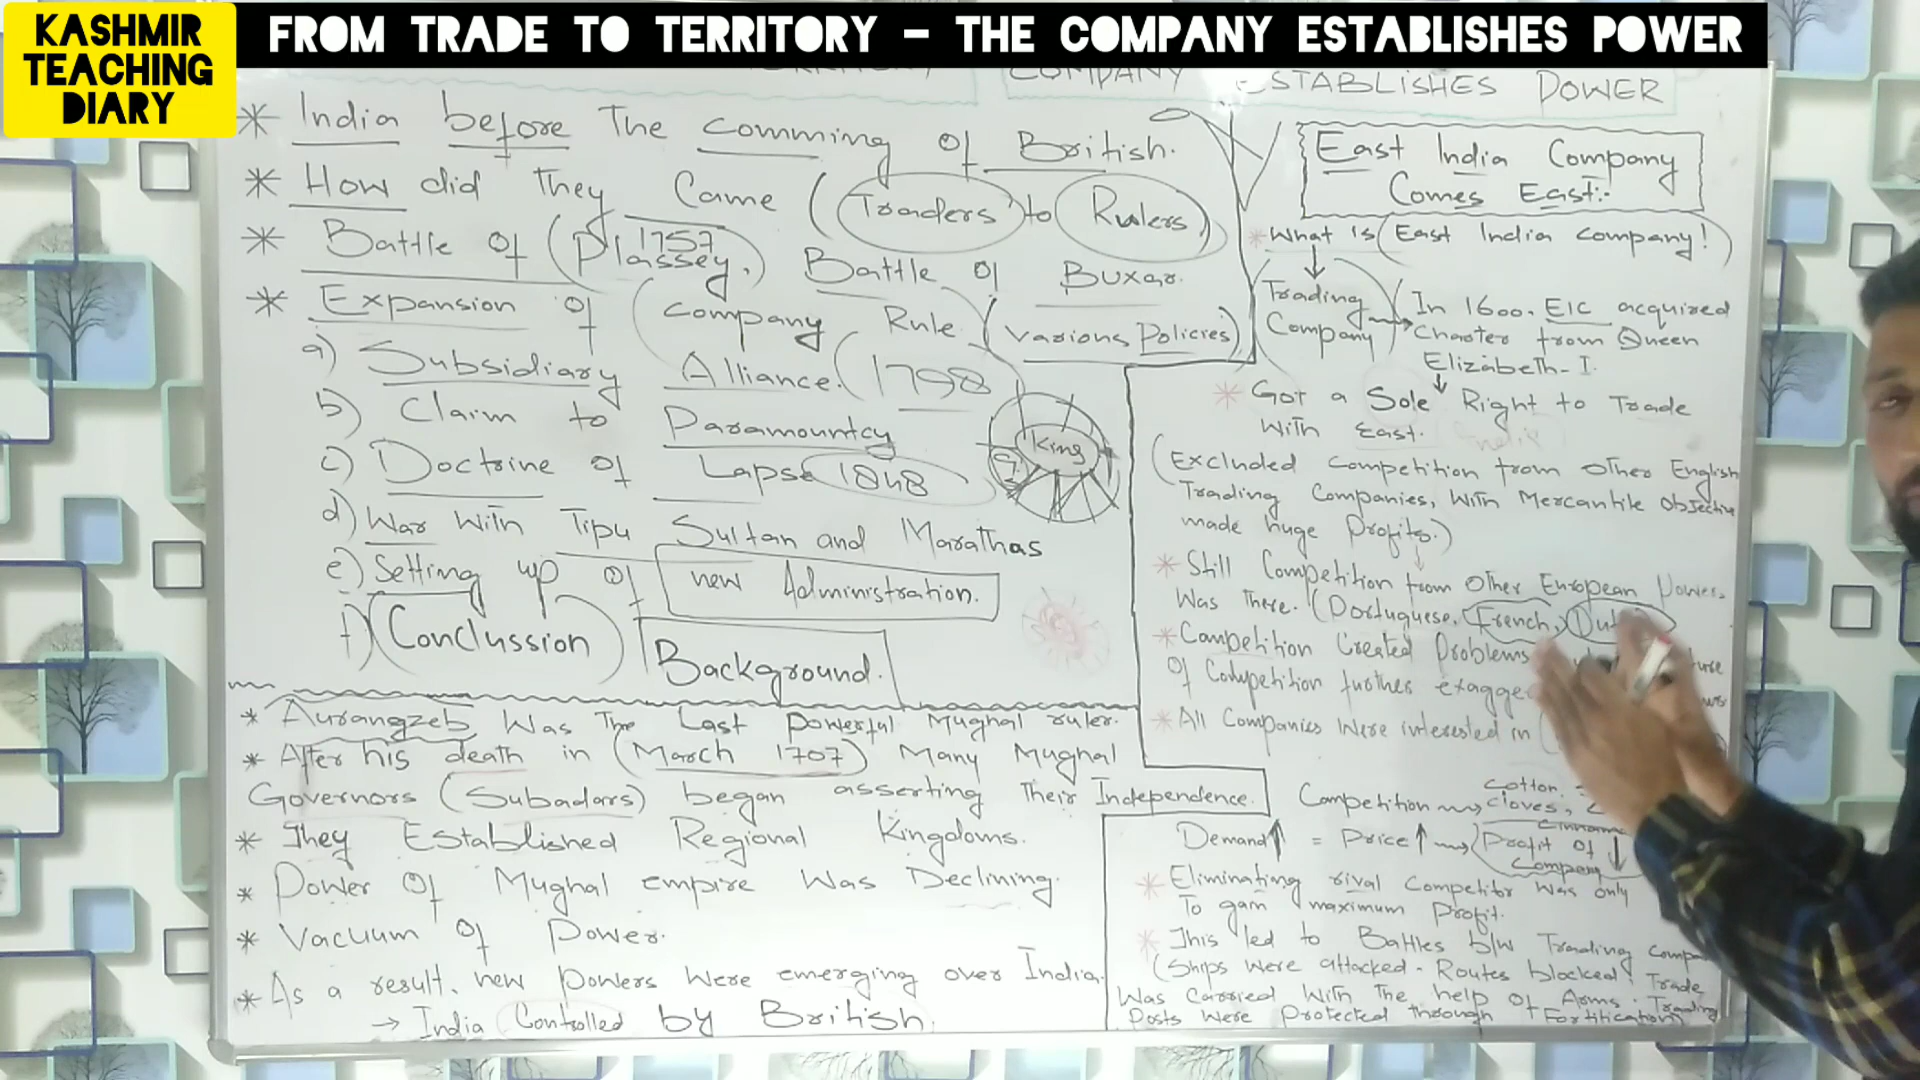 KASHMIR
TEACHING
DIARY
FROM TRADE TO TERRITORY - THE COMPANY ESTABLISHES POWER
COMPANY ESTABLISHES POWER
* India before The comming of British.
* How did they Came (Traders to Rulers)
* Battle of (Plassey, 1757) Battle of Buxar.
* Expansion of (company Rule (various Policies)
a) Subsidiary Alliance. (1798
b) Claim to Paramountcy
c) Doctrine of Lapse 1848
King
d) War with Tipu Sultan and Marathas
e) Setting up of new Administration.
f) Conclussion
Background.
* Aurangzeb Was The Last Powerful Mughal ruler.
* After his death in (March 1707) Many Mughal
Governors (Subadars) began asserting Their Independence.
* They Established Regional Kingdoms.
* Power Of Mughal empire Was Declining.
* Vacuum of Power.
* As a result, new Powers Were emerging over India.
→ India Controlled by British.
East India Company
Comes East:-
* What is (East India company!)
Trading
Company
In 1600. EIC acquired
Charter from Queen
Elizabeth-I.
* Got a Sole Right to Trade
With East.
(Excluded Competition from other English
Trading Companies, With Mercantile objective
made huge Profits.)
* Still Competition from other European Power.
Was There. (Portuguese, French,
* Competition Created Problems
Of Competition further
* All Companies Were interested in
Competition → cotton,
cloves,
Demand↑ = Price↑ → Profit of
Company ↓
* Eliminating rival Competitor Was only
To gain maximum Profit.
* This led to Battles b/w Trading
(Ships Were attacked. Routes blocked. Trade
Was Carried With The help of Arms. Trading
Posts Were Protected through Fortification)